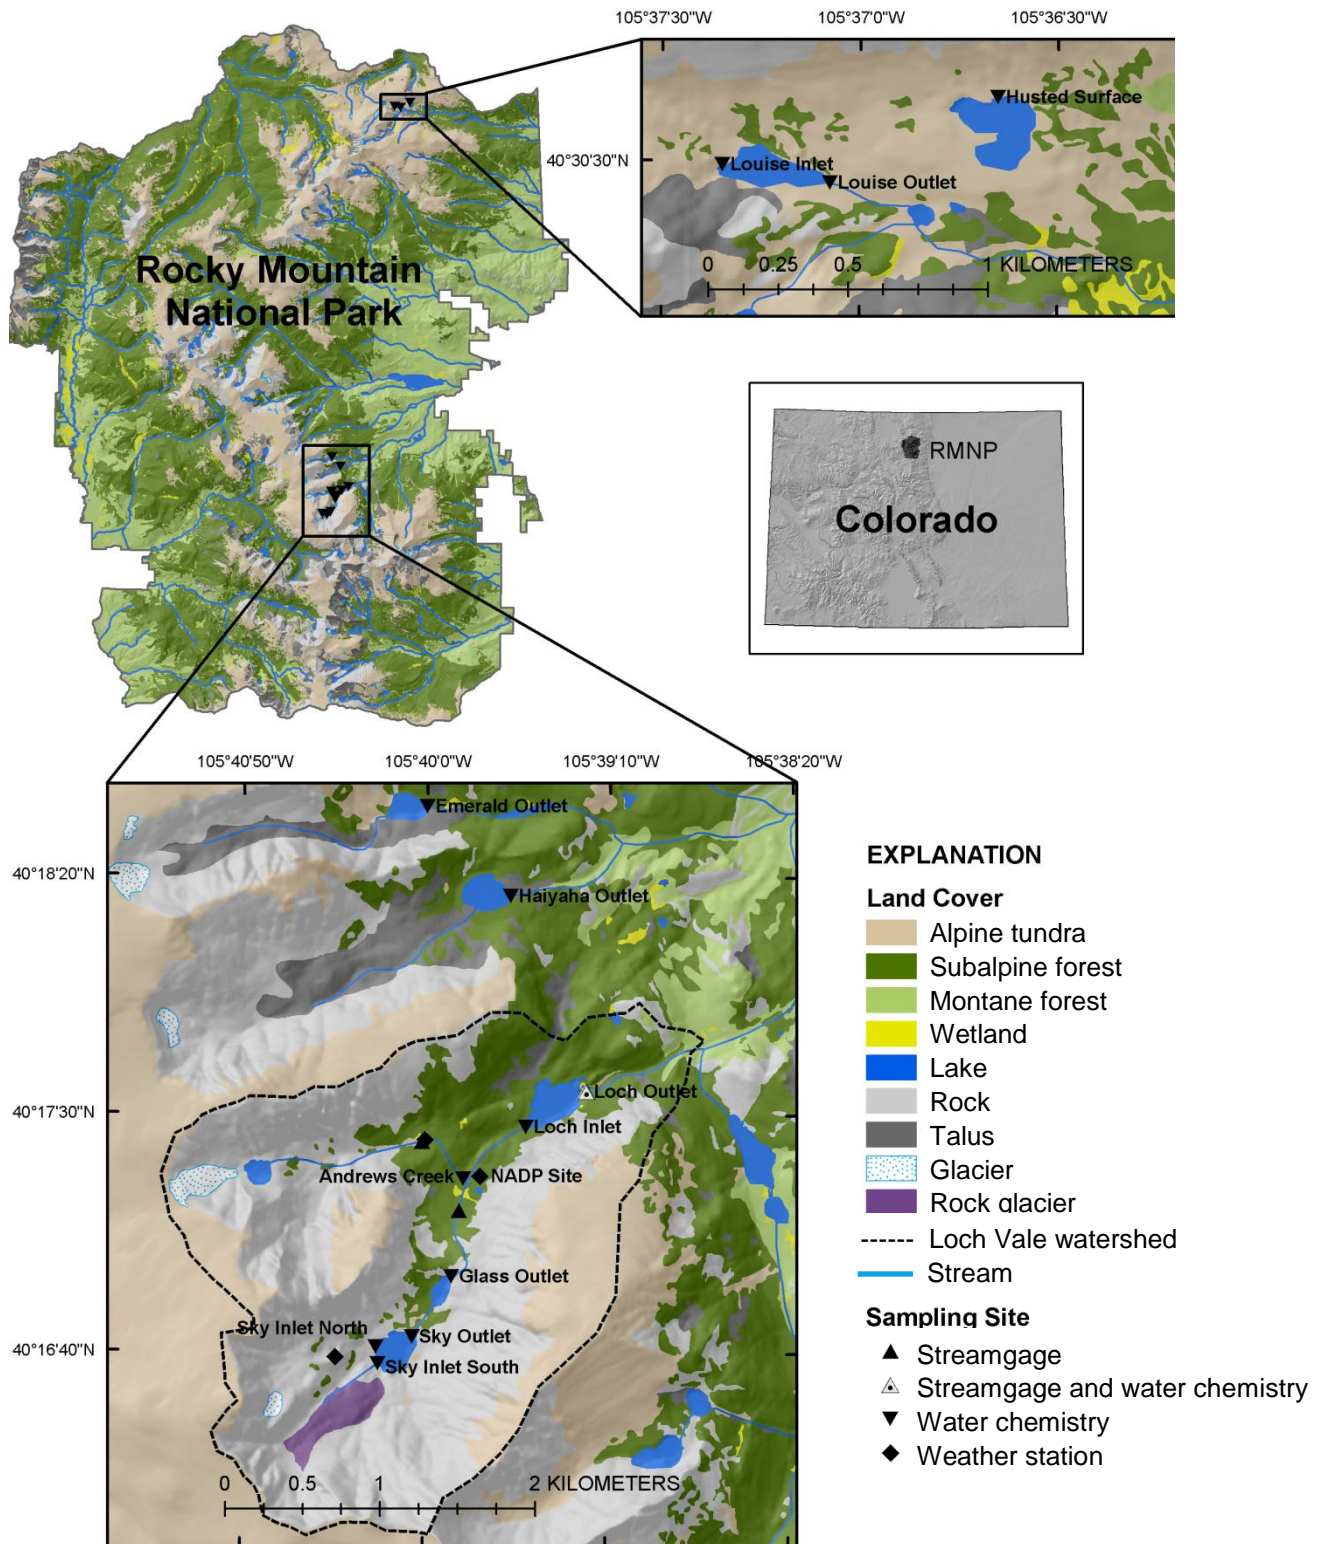 105°37'30"W
105°37'0"W
105°36'30"W
Husted Surface
40°30'30"N
Louise Inlet
Louise Outlet
0 0.25 0.5 1 KILOMETERS
Rocky Mountain
National Park
RMNP
Colorado
105°40'50"W
105°40'0"W
105°39'10"W
105°38'20"W
Emerald Outlet
40°18'20"N
Haiyaha Outlet
40°17'30"N
Loch Outlet
Loch Inlet
Andrews Creek
NADP Site
Glass Outlet
Sky Inlet North
Sky Outlet
40°16'40"N
Sky Inlet South
0 0.5 1 2 KILOMETERS
EXPLANATION
Land Cover
Alpine tundra
Subalpine forest
Montane forest
Wetland
Lake
Rock
Talus
Glacier
Rock glacier
Loch Vale watershed
Stream
Sampling Site
Streamgage
Streamgage and water chemistry
Water chemistry
Weather station